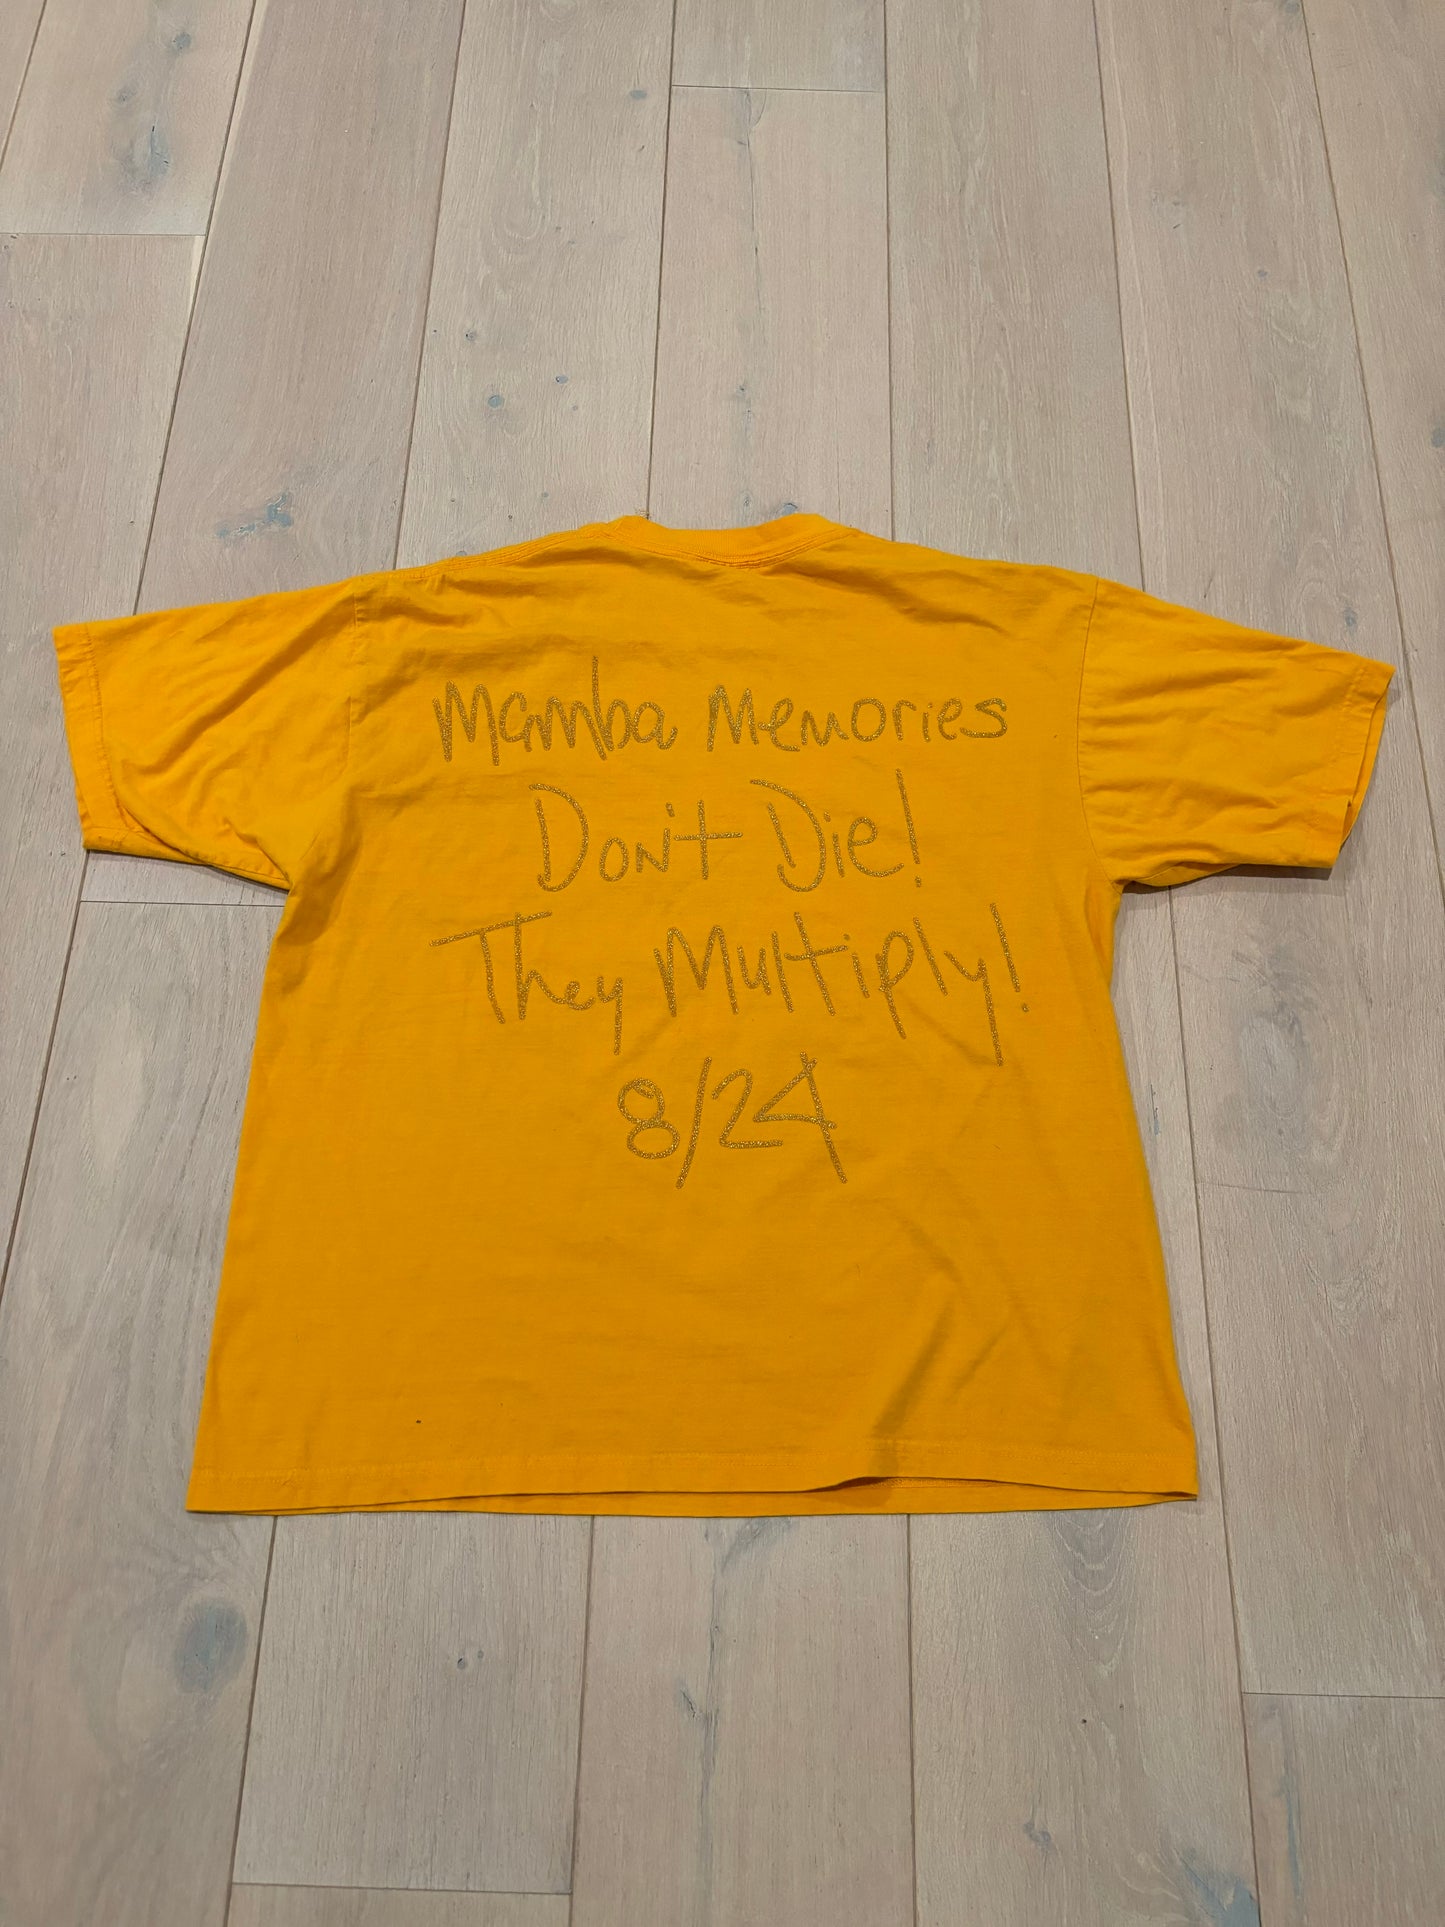 Mamba Memories
Don't Die!
They Multiply!
8/24